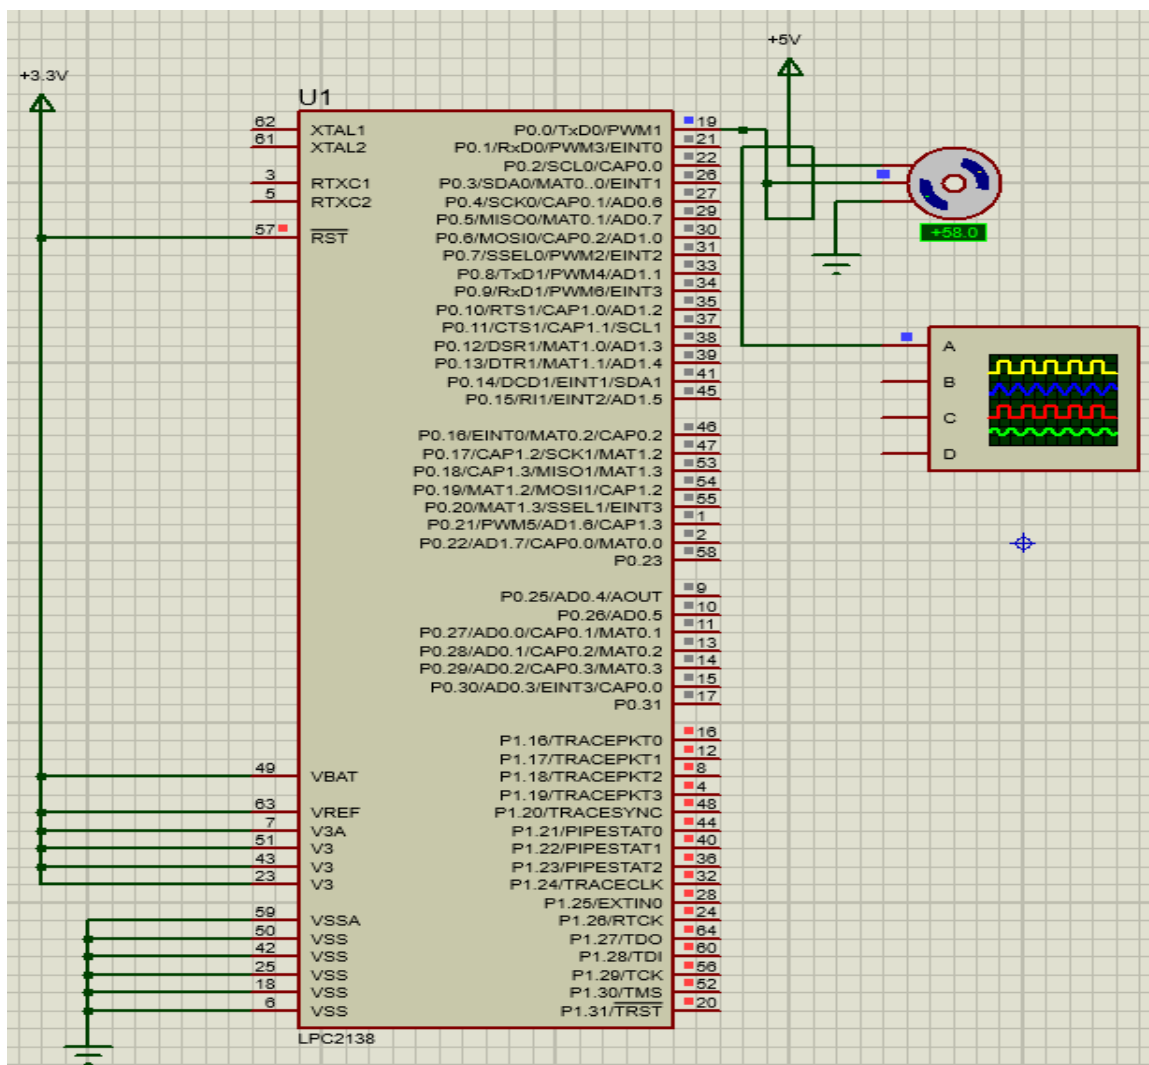 +3.3V
+5V
U1
62 XTAL1
61 XTAL2
3 RTXC1
5 RTXC2
57 RST
49 VBAT
63 VREF
7 V3A
51 V3
43 V3
23 V3
59 VSSA
50 VSS
42 VSS
25 VSS
18 VSS
6 VSS
P0.0/TxD0/PWM1 19
P0.1/RxD0/PWM3/EINT0 21
P0.2/SCL0/CAP0.0 22
P0.3/SDA0/MAT0..0/EINT1 26
P0.4/SCK0/CAP0.1/AD0.6 27
P0.5/MISO0/MAT0.1/AD0.7 29
P0.6/MOSI0/CAP0.2/AD1.0 30
P0.7/SSEL0/PWM2/EINT2 31
P0.8/TxD1/PWM4/AD1.1 33
P0.9/RxD1/PWM6/EINT3 34
P0.10/RTS1/CAP1.0/AD1.2 35
P0.11/CTS1/CAP1.1/SCL1 37
P0.12/DSR1/MAT1.0/AD1.3 38
P0.13/DTR1/MAT1.1/AD1.4 39
P0.14/DCD1/EINT1/SDA1 41
P0.15/RI1/EINT2/AD1.5 45
P0.16/EINT0/MAT0.2/CAP0.2 46
P0.17/CAP1.2/SCK1/MAT1.2 47
P0.18/CAP1.3/MISO1/MAT1.3 53
P0.19/MAT1.2/MOSI1/CAP1.2 54
P0.20/MAT1.3/SSEL1/EINT3 55
P0.21/PWM5/AD1.6/CAP1.3 1
P0.22/AD1.7/CAP0.0/MAT0.0 2
P0.23 58
P0.25/AD0.4/AOUT 9
P0.26/AD0.5 10
P0.27/AD0.0/CAP0.1/MAT0.1 11
P0.28/AD0.1/CAP0.2/MAT0.2 13
P0.29/AD0.2/CAP0.3/MAT0.3 14
P0.30/AD0.3/EINT3/CAP0.0 15
P0.31 17
P1.16/TRACEPKT0 16
P1.17/TRACEPKT1 12
P1.18/TRACEPKT2 8
P1.19/TRACEPKT3 4
P1.20/TRACESYNC 48
P1.21/PIPESTAT0 44
P1.22/PIPESTAT1 40
P1.23/PIPESTAT2 36
P1.24/TRACECLK 32
P1.25/EXTIN0 28
P1.26/RTCK 24
P1.27/TDO 64
P1.28/TDI 60
P1.29/TCK 56
P1.30/TMS 52
P1.31/TRST 20
LPC2138
+58.0
A
B
C
D